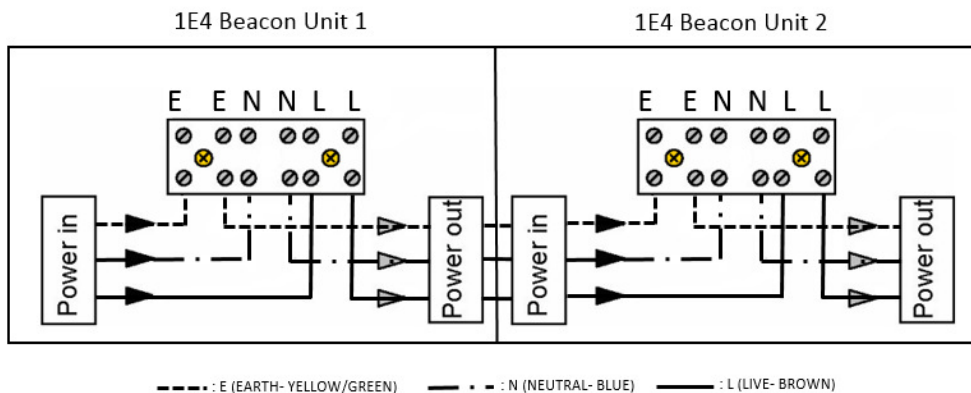 1E4 Beacon Unit 1
1E4 Beacon Unit 2
E E N N L L
E E N N L L
Power in
Power out
Power in
Power out
: E (EARTH- YELLOW/GREEN)
: N (NEUTRAL- BLUE)
: L (LIVE- BROWN)